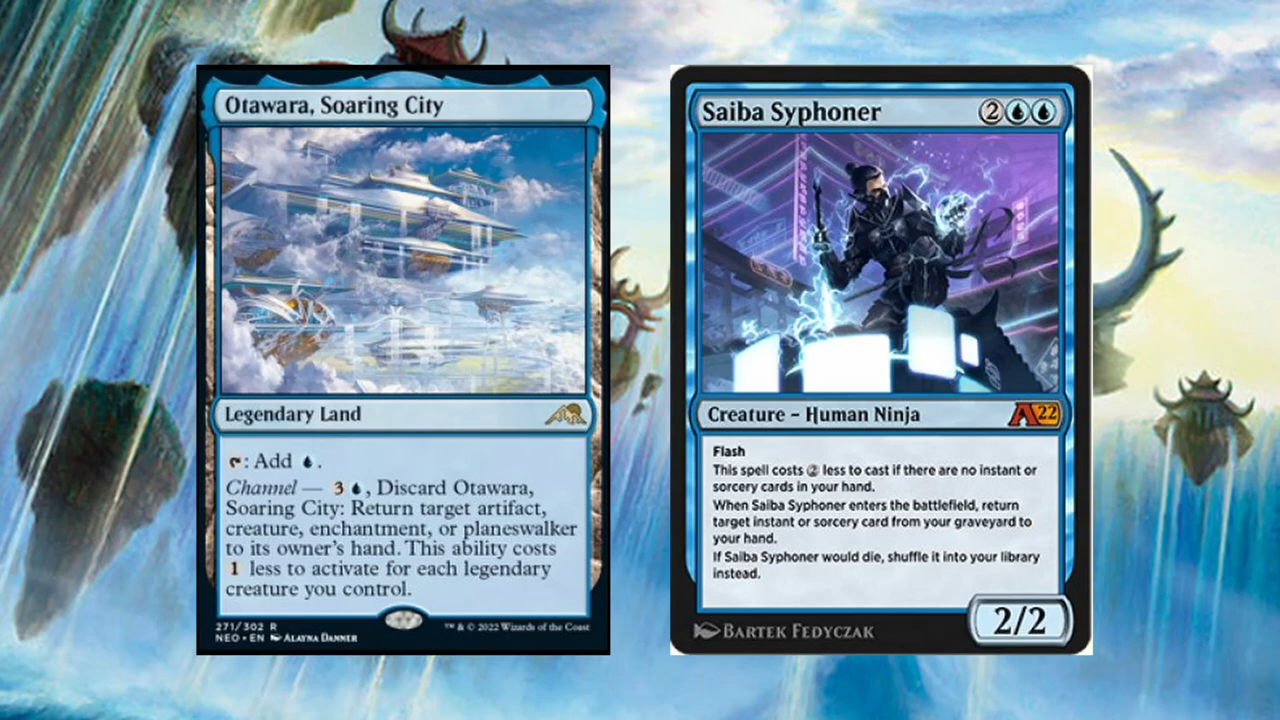 Otawara, Soaring City
Legendary Land
: Add .
Channel — 3 , Discard Otawara,
Soaring City: Return target artifact,
creature, enchantment, or planeswalker
to its owner's hand. This ability costs
1 less to activate for each legendary
creature you control.
271/302 R
NEO • EN ALAYNA DANNER
™ & © 2022 Wizards of the Coast
Saiba Syphoner
2
Creature – Human Ninja
A22
Flash
This spell costs 2 less to cast if there are no instant or
sorcery cards in your hand.
When Saiba Syphoner enters the battlefield, return
target instant or sorcery card from your graveyard to
your hand.
If Saiba Syphoner would die, shuffle it into your library
instead.
2/2
BARTEK FEDYCZAK